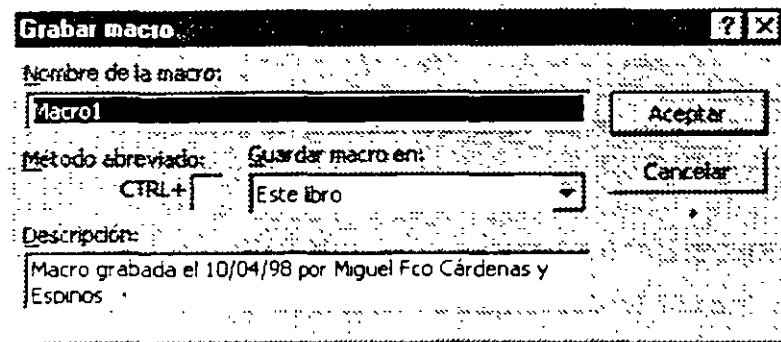 Grabar macro
Nombre de la macro:
Macro1
Aceptar
Método abreviado:
Guardar macro en:
Cancelar
CTRL+
Este libro
Descripción:
Macro grabada el 10/04/98 por Miguel Fco Cárdenas y
Espinos